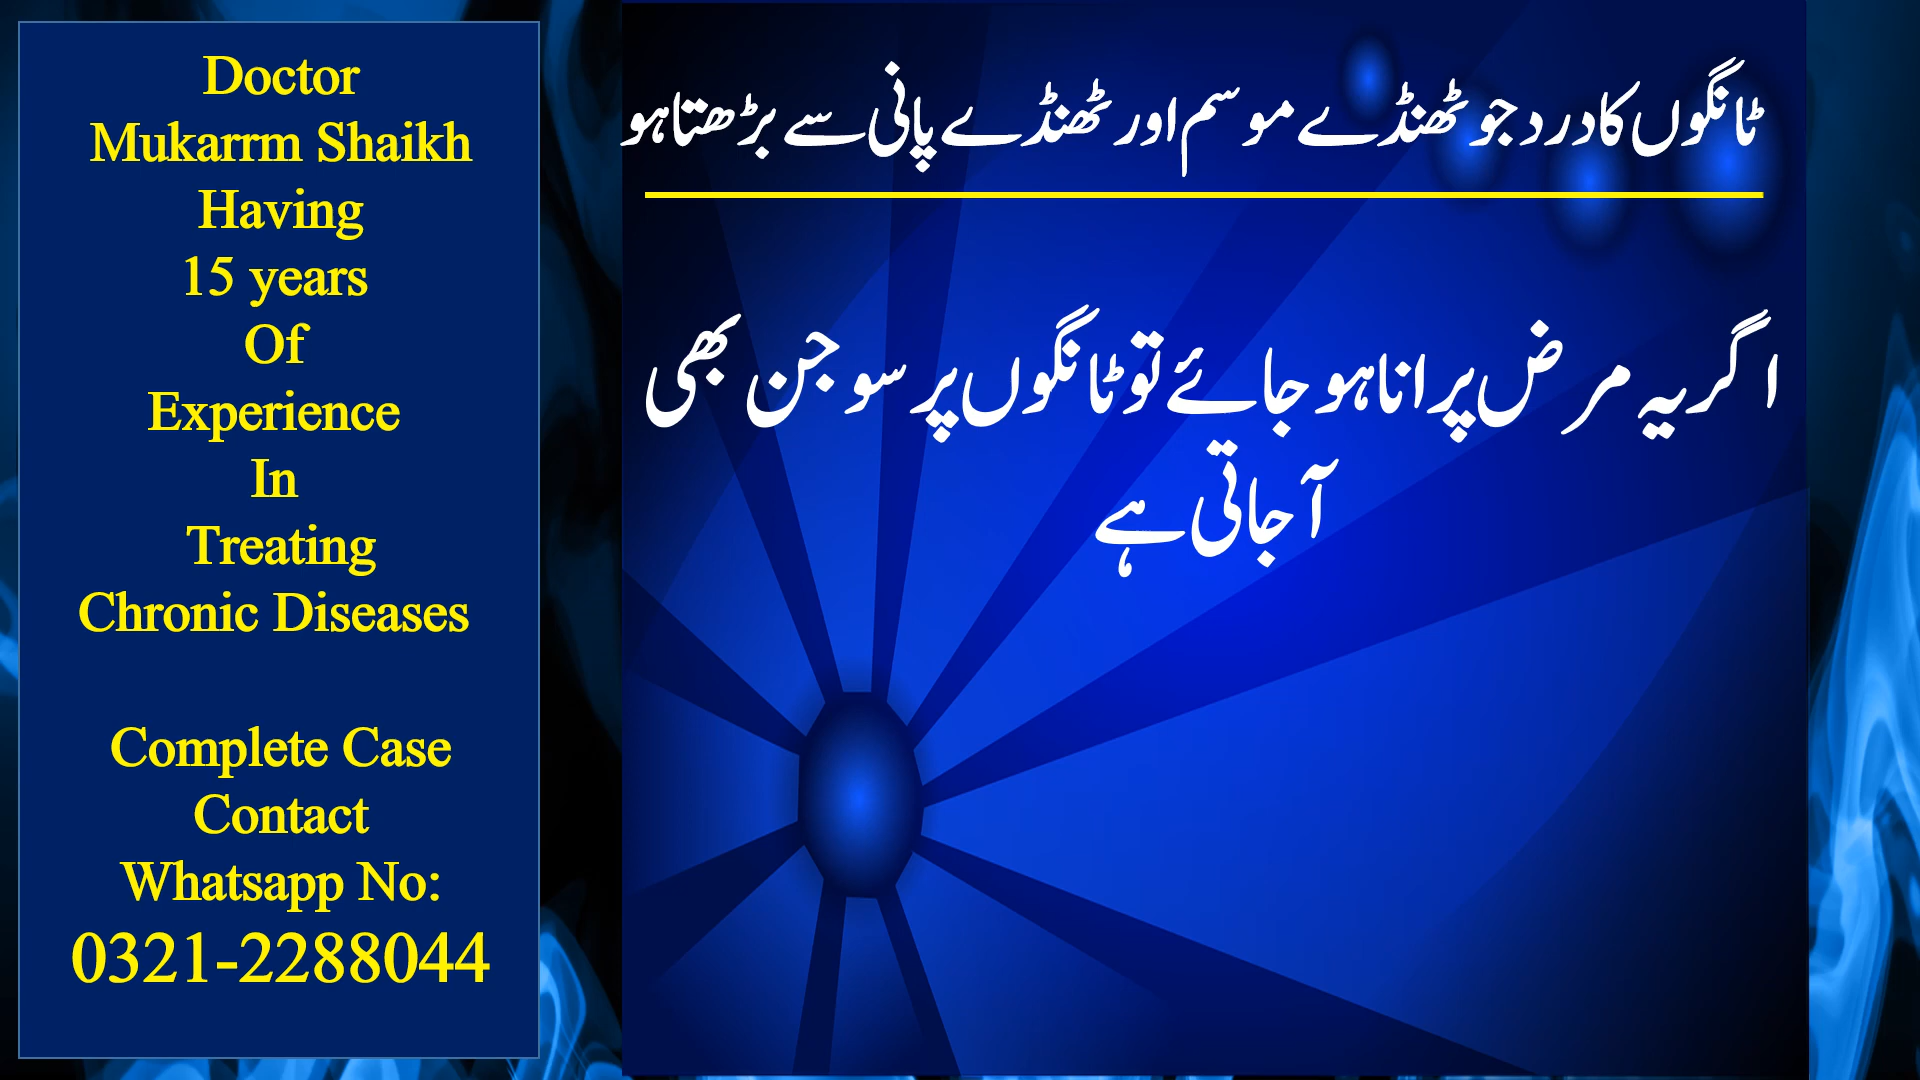 Doctor
Mukarrm Shaikh
Having
15 years
Of
Experience
In
Treating
Chronic Diseases
Complete Case
Contact
Whatsapp No:
0321-2288044
ٹانگوں کا درد جو ٹھنڈے موسم اور ٹھنڈے پانی سے بڑھتا ہو
اگر یہ مرض پرانا ہو جائے تو ٹانگوں پر سوجن بھی
آ جاتی ہے